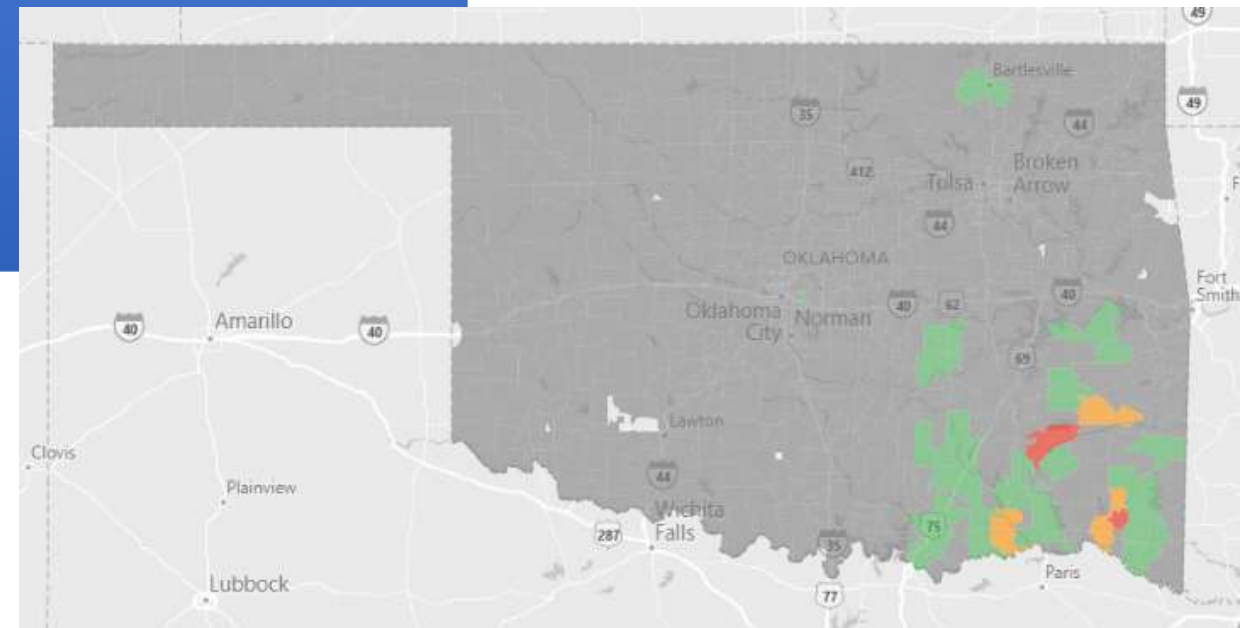 49
Bartlesville
35
49
44
412
Broken
Arrow
Tulsa
F
44
OKLAHOMA
Fort
Smith
40
62
40
Oklahoma
City
Norman
40
Amarillo
40
69
Lawton
Clovis
44
Plainview
Wichita
Falls
75
287
35
Paris
Lubbock
77